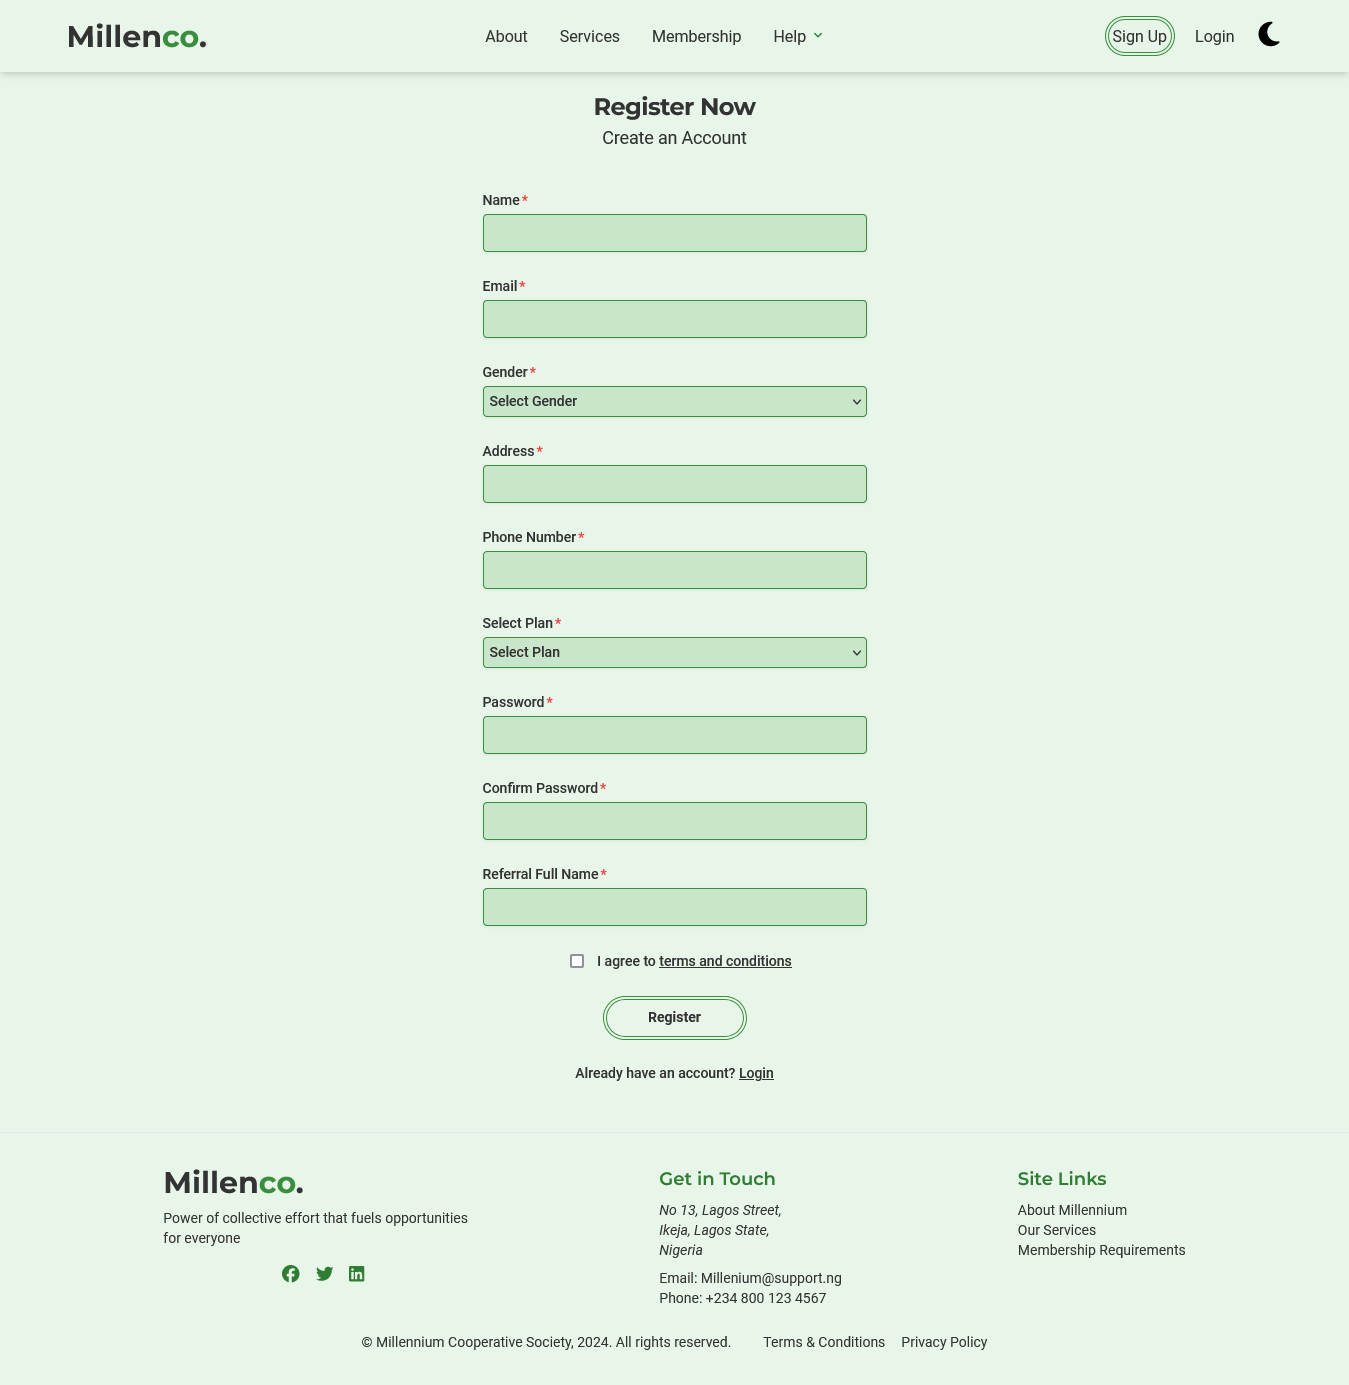 Millenco.
About Services Membership Help
Sign Up Login
Register Now
Create an Account
Name*
Email*
Gender*
Select Gender
Address*
Phone Number*
Select Plan*
Select Plan
Password*
Confirm Password*
Referral Full Name*
I agree to terms and conditions
Register
Already have an account? Login
Millenco.
Power of collective effort that fuels opportunities
for everyone
Get in Touch
No 13, Lagos Street,
Ikeja, Lagos State,
Nigeria
Email: Millenium@support.ng
Phone: +234 800 123 4567
Site Links
About Millennium
Our Services
Membership Requirements
© Millennium Cooperative Society, 2024. All rights reserved. Terms & Conditions Privacy Policy